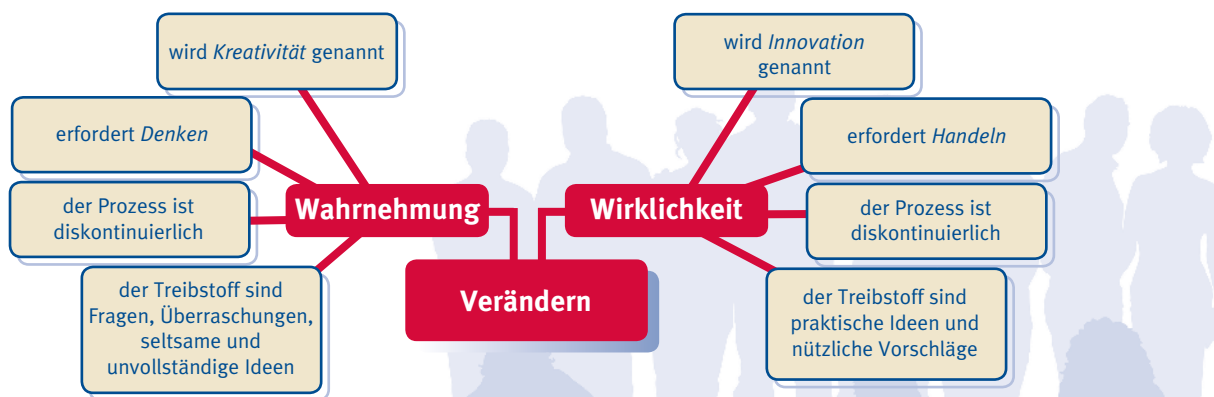 wird Kreativität genannt
erfordert Denken
der Prozess ist
diskontinuierlich
der Treibstoff sind
Fragen, Überraschungen,
seltsame und
unvollständige Ideen
Wahrnehmung
Verändern
Wirklichkeit
wird Innovation
genannt
erfordert Handeln
der Prozess ist
diskontinuierlich
der Treibstoff sind
praktische Ideen und
nützliche Vorschläge